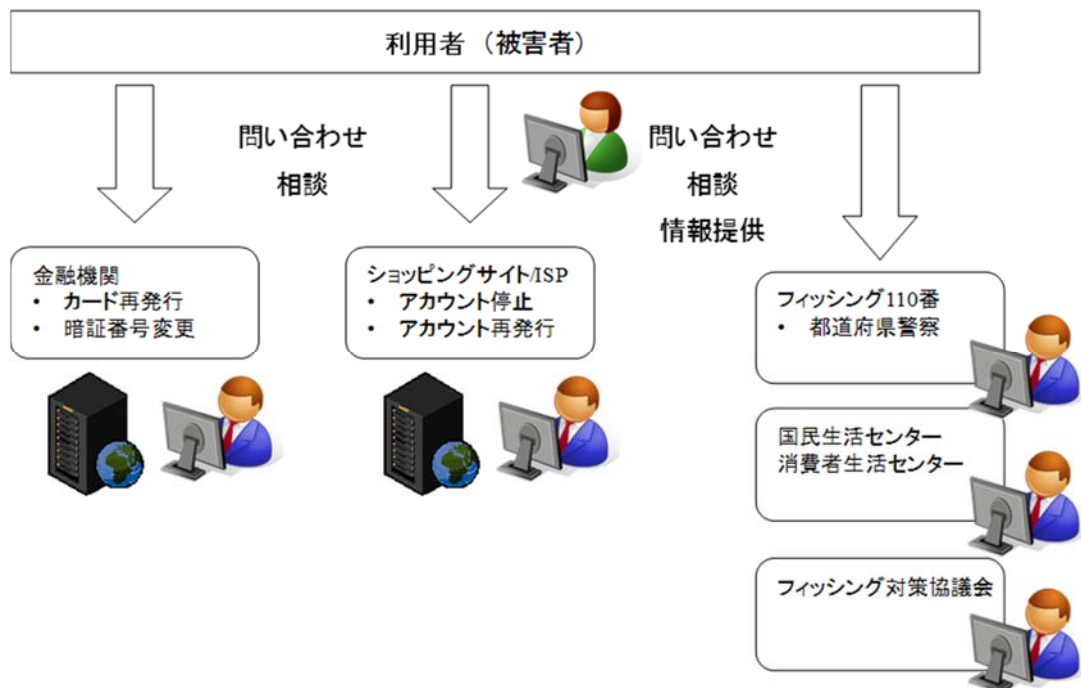 利用者（被害者）
問い合わせ
相談
問い合わせ
相談
情報提供
金融機関
• カード再発行
• 暗証番号変更
ショッピングサイト/ISP
• アカウント停止
• アカウント再発行
フィッシング110番
• 都道府県警察
国民生活センター
消費者生活センター
フィッシング対策協議会